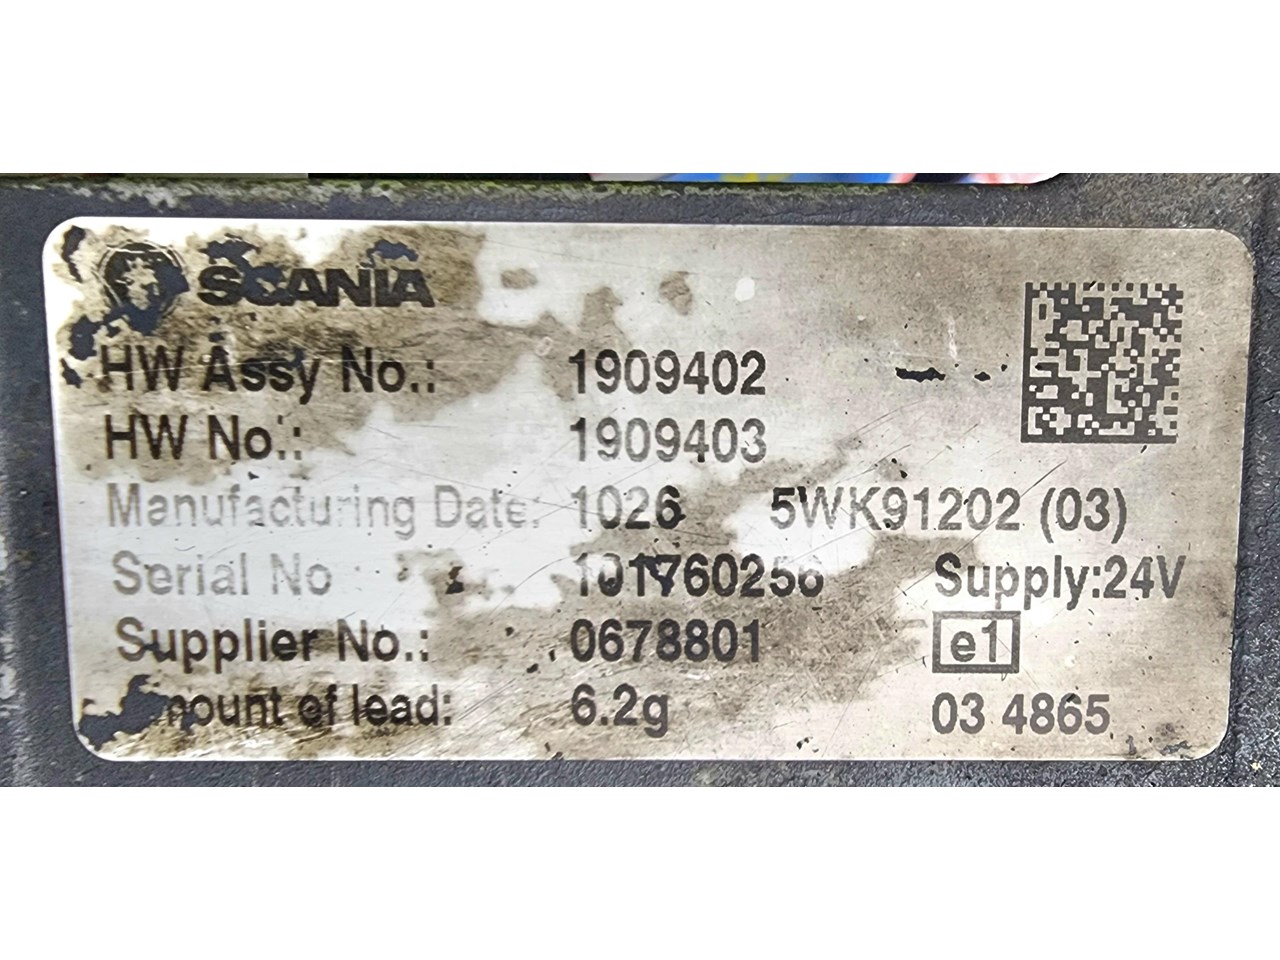 SCANIA
HW Assy No.: 1909402
HW No.: 1909403
Manufacturing Date: 1026 5WK91202 (03)
Serial No : 101760256 Supply:24V
Supplier No.: 0678801 e1
Amount of lead: 6.2g 03 4865